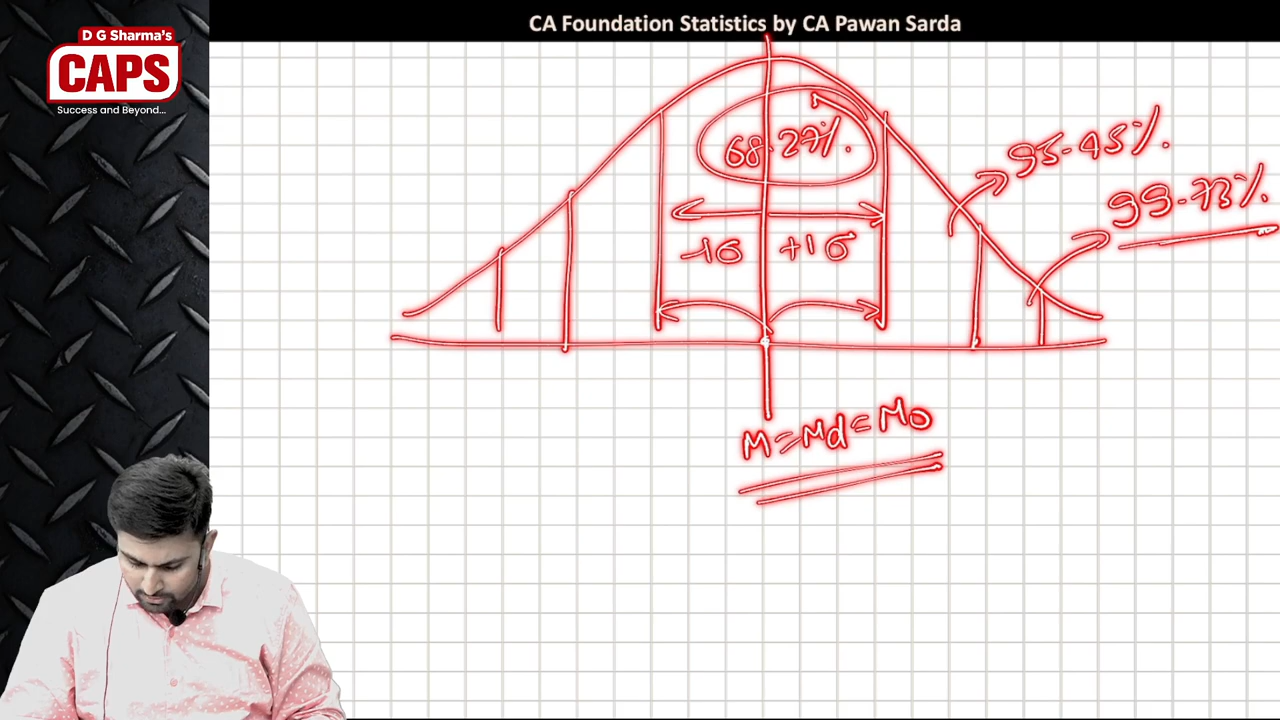 CA Foundation Statistics by CA Pawan Sarda
D G Sharma's
CAPS
Success and Beyond...
68.27%.
95.45%.
99.73%.
-1σ
+1σ
M=Md=Mo